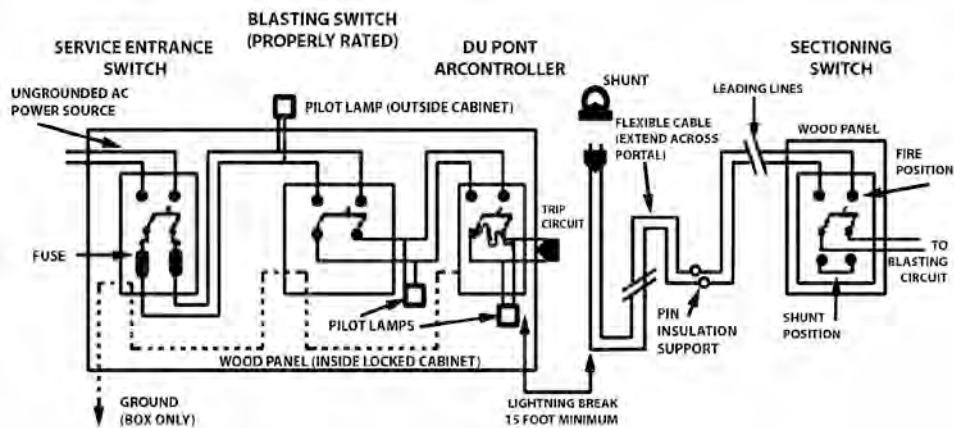 BLASTING SWITCH
(PROPERLY RATED)
SERVICE ENTRANCE
SWITCH
DU PONT
ARCONTROLLER
SECTIONING
SWITCH
UNGROUNDED AC
POWER SOURCE
PILOT LAMP (OUTSIDE CABINET)
SHUNT
LEADING LINES
FLEXIBLE CABLE
(EXTEND ACROSS
PORTAL)
WOOD PANEL
FIRE
POSITION
TRIP
CIRCUIT
FUSE
TO
BLASTING
CIRCUIT
PILOT LAMPS
PIN
INSULATION
SUPPORT
SHUNT
POSITION
WOOD PANEL (INSIDE LOCKED CABINET)
GROUND
(BOX ONLY)
LIGHTNING BREAK
15 FOOT MINIMUM